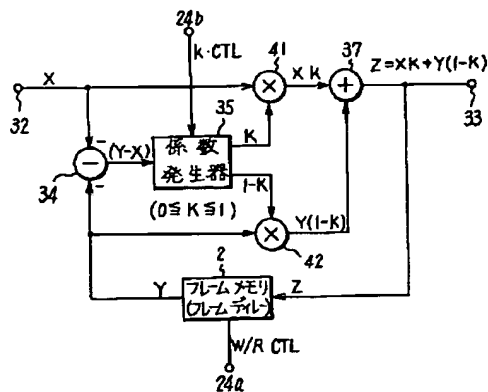 24b
k·CTL
41
37
X
X k
Z=XK+Y(1-K)
32
33
35
(Y-X)
係数
発生器
K
1-K
34
(0≦K≦1)
Y(1-K)
42
2
Y
フレームメモリ
(フレームディレー)
Z
W/R CTL
24a